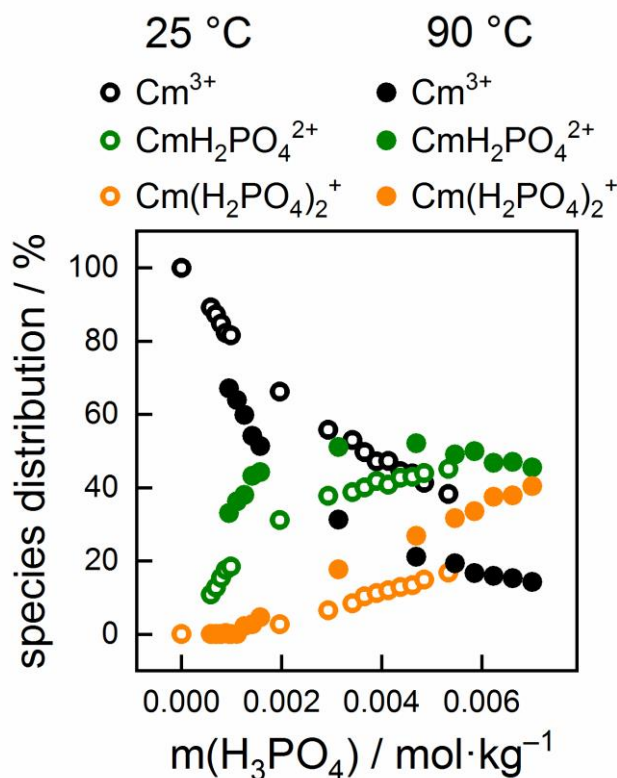 25 °C 90 °C
Cm³⁺ Cm³⁺
CmH₂PO₄²⁺ CmH₂PO₄²⁺
Cm(H₂PO₄)₂⁺ Cm(H₂PO₄)₂⁺
species distribution / %
100
80
60
40
20
0
0.000 0.002 0.004 0.006
m(H₃PO₄) / mol·kg⁻¹